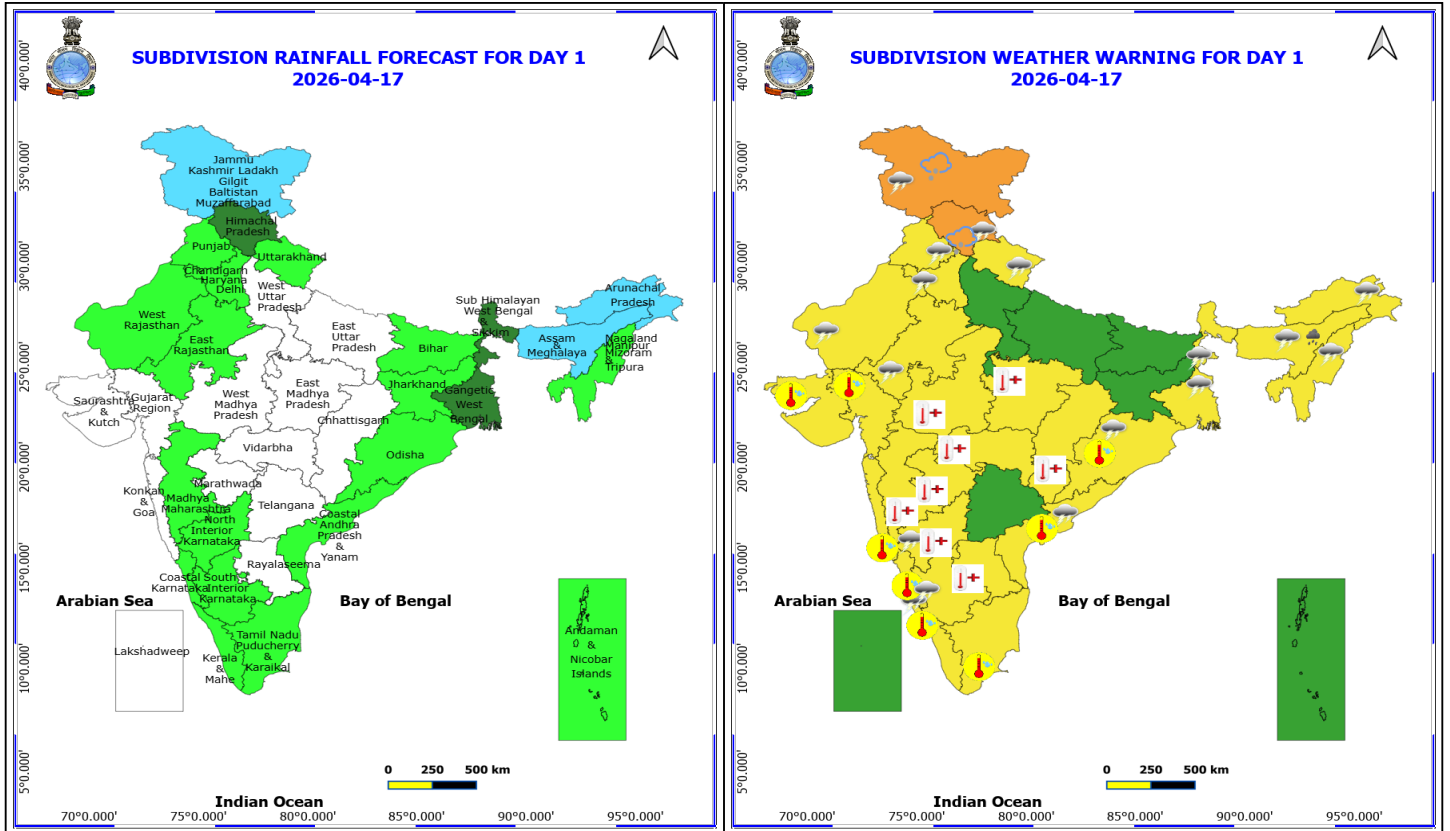 SUBDIVISION RAINFALL FORECAST FOR DAY 1
2026-04-17
40°0.000'
35°0.000'
30°0.000'
25°0.000'
20°0.000'
15°0.000'
10°0.000'
5°0.000'
Jammu
Kashmir Ladakh
Gilgit
Baltistan
Muzaffarabad
Himachal
Pradesh
Punjab
Uttarakhand
Chandigarh
Haryana
Delhi
West
Uttar
Pradesh
West
Rajasthan
East
Rajasthan
East
Uttar
Pradesh
Sub Himalayan
West Bengal
&
Sikkim
Arunachal
Pradesh
Assam
&
Meghalaya
Nagaland
Manipur
Mizoram
&
Tripura
Bihar
Jharkhand
Gangetic
West
Bengal
Saurashtra
&
Kutch
Gujarat
Region
West
Madhya
Pradesh
East
Madhya
Pradesh
Chhattisgarh
Vidarbha
Odisha
Konkan
&
Goa
Madhya
Maharashtra
Marathwada
Telangana
North
Interior
Karnataka
Coastal
Andhra
Pradesh
&
Yanam
Rayalaseema
Coastal
Karnataka
South
Interior
Karnataka
Tamil Nadu
Puducherry
&
Karaikal
Kerala
&
Mahe
Arabian Sea
Bay of Bengal
Lakshadweep
Andaman
&
Nicobar
Islands
0 250 500 km
Indian Ocean
70°0.000' 75°0.000' 80°0.000' 85°0.000' 90°0.000' 95°0.000'
SUBDIVISION WEATHER WARNING FOR DAY 1
2026-04-17
40°0.000'
35°0.000'
30°0.000'
25°0.000'
20°0.000'
15°0.000'
10°0.000'
5°0.000'
Arabian Sea
Bay of Bengal
0 250 500 km
Indian Ocean
70°0.000' 75°0.000' 80°0.000' 85°0.000' 90°0.000' 95°0.000'